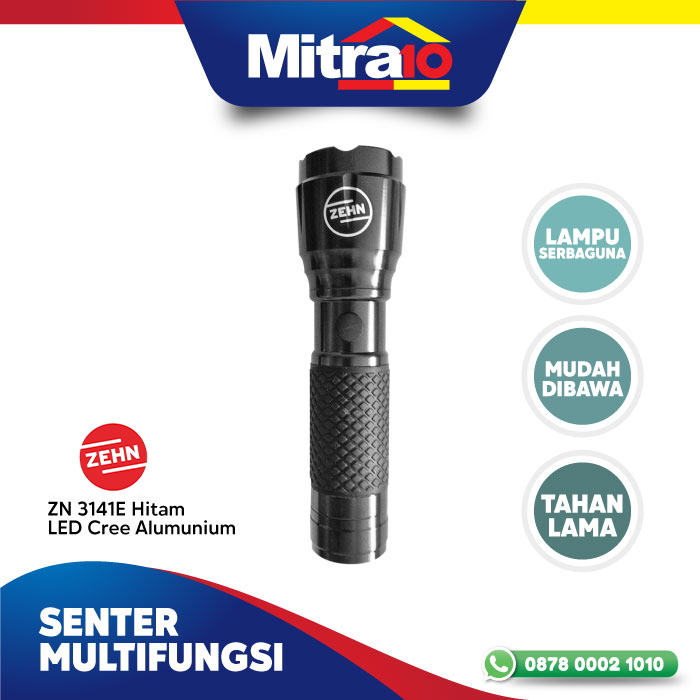 Mitra10
ZEHN
LAMPU
SERBAGUNA
MUDAH
DIBAWA
ZEHN
ZN 3141E Hitam
LED Cree Alumunium
TAHAN
LAMA
SENTER
MULTIFUNGSI
0878 0002 1010